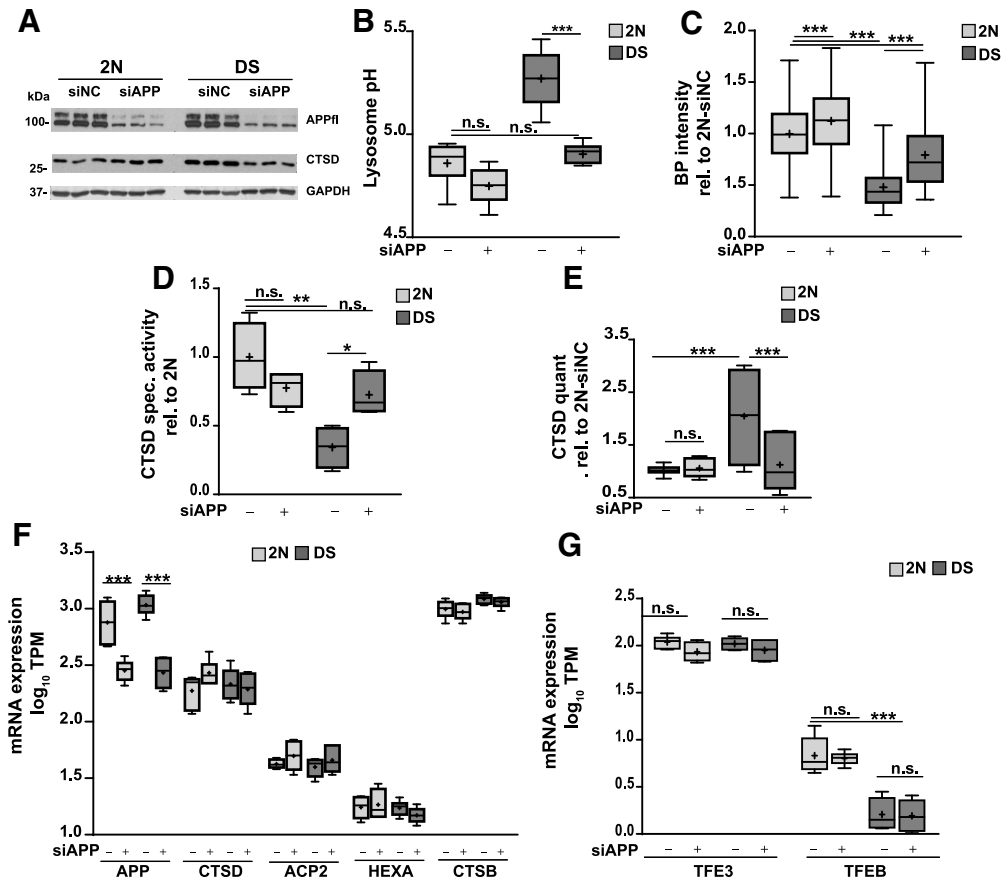 A
2N DS
siNC siAPP siNC siAPP
kDa
100-
APPfl
CTSD
25-
37-
GAPDH
B
2N
DS
Lysosome pH
5.5
5.0
4.5
***
n.s. n.s.
siAPP – + – +
C
2N
DS
BP intensity
rel. to 2N-siNC
2.0
1.5
1.0
1.5
0.0
*** *** ***
siAPP – + – +
D
2N
DS
CTSD spec. activity
rel. to 2N
1.5
1.0
0.5
0.0
n.s. ** n.s.
*
siAPP – + – +
E
2N
DS
CTSD quant
. rel. to 2N-siNC
3.5
2.5
1.5
0.5
*** ***
n.s.
siAPP – + – +
F
2N DS
mRNA expression
log10 TPM
3.5
3.0
2.5
2.0
1.5
1.0
*** ***
siAPP – + – + – + – + – + – + – + – + – + – +
APP CTSD ACP2 HEXA CTSB
G
2N DS
mRNA expression
log10 TPM
2.5
2.0
1.5
1.0
0.5
0.0
n.s. n.s.
n.s. ***
n.s.
siAPP – + – + – + – +
TFE3 TFEB